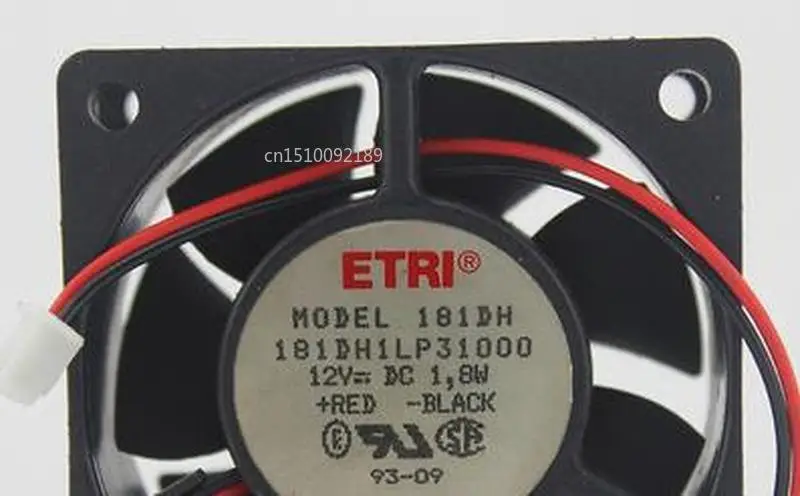 cn1510092189
ETRI®
MODEL 181DH
181DH1LP31000
12V⎓ DC 1,8W
+RED -BLACK
93-09